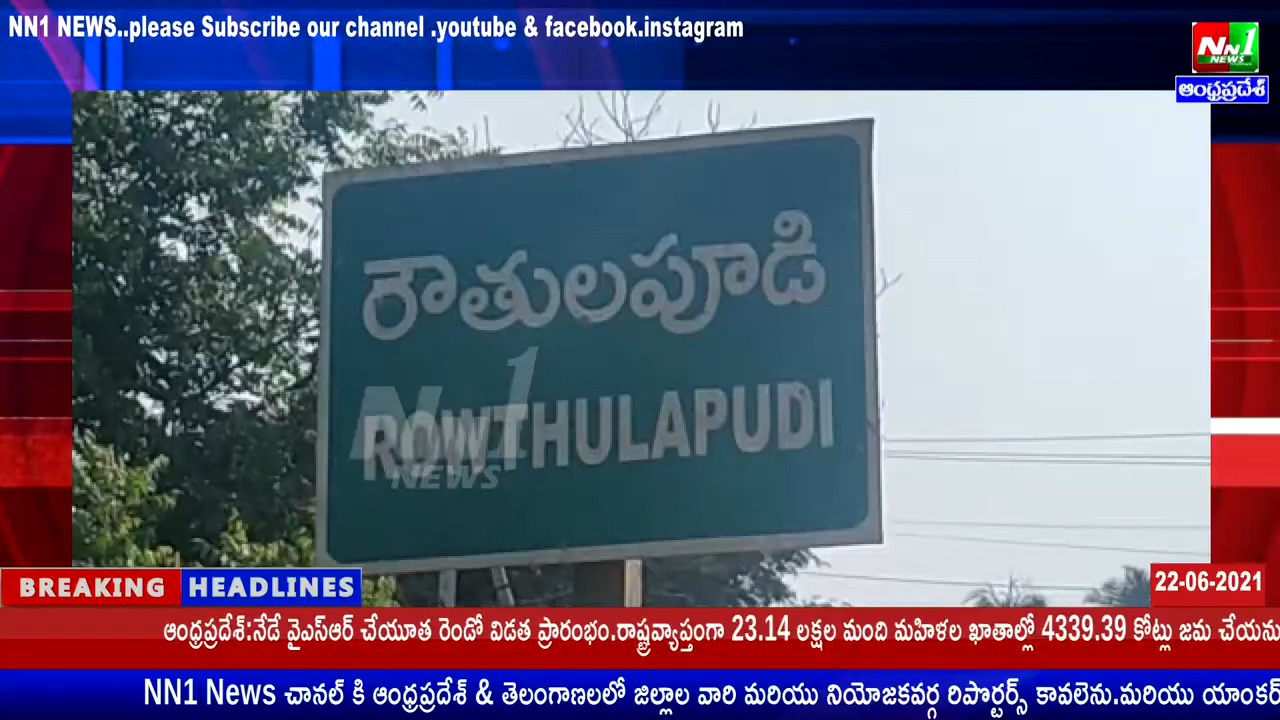 NN1 NEWS..please Subscribe our channel .youtube & facebook.instagram
NN1
NEWS
ఆంధ్రప్రదేశ్
రౌతులపూడి
ROWTHULAPUDI
NN1
NEWS
BREAKING HEADLINES
22-06-2021
ఆంధ్రప్రదేశ్:నేడే వైఎస్ఆర్ చేయూత రెండో విడత ప్రారంభం.రాష్ట్రవ్యాప్తంగా 23.14 లక్షల మంది మహిళల ఖాతాల్లో 4339.39 కోట్లు జమ చేయను
NN1 News చానల్ కి ఆంధ్రప్రదేశ్ & తెలంగాణలలో జిల్లాల వారి మరియు నియోజకవర్గ రిపొర్టర్స్ కావలెను.మరియు యాంకర్